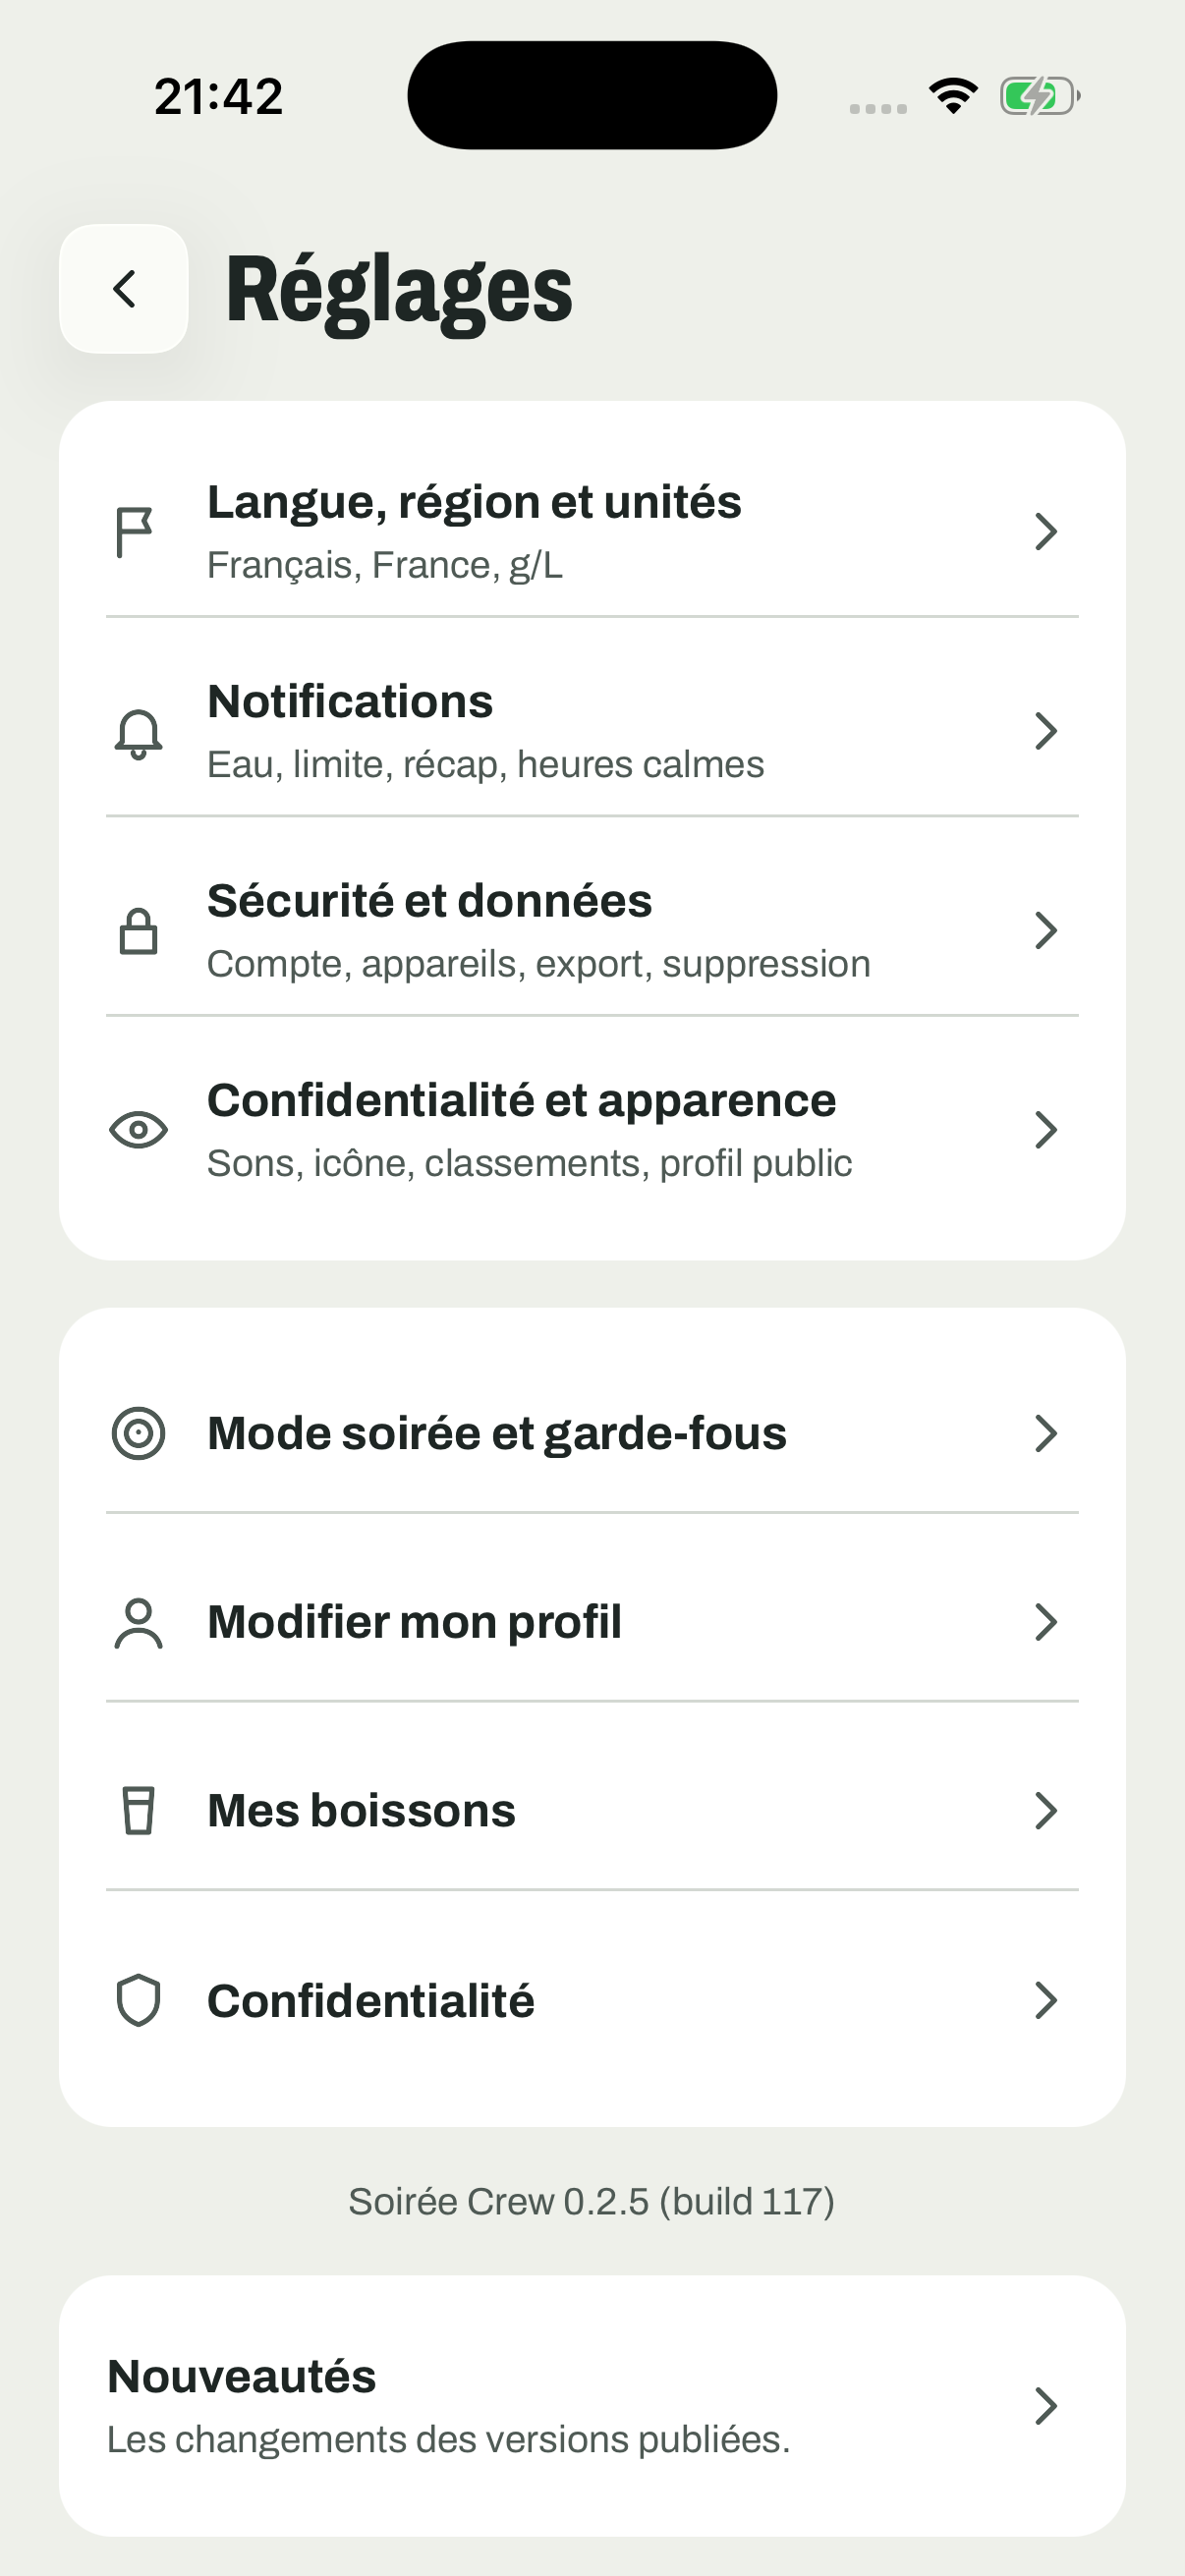 21:42
Réglages
Langue, région et unités
Français, France, g/L
Notifications
Eau, limite, récap, heures calmes
Sécurité et données
Compte, appareils, export, suppression
Confidentialité et apparence
Sons, icône, classements, profil public
Mode soirée et garde-fous
Modifier mon profil
Mes boissons
Confidentialité
Soirée Crew 0.2.5 (build 117)
Nouveautés
Les changements des versions publiées.